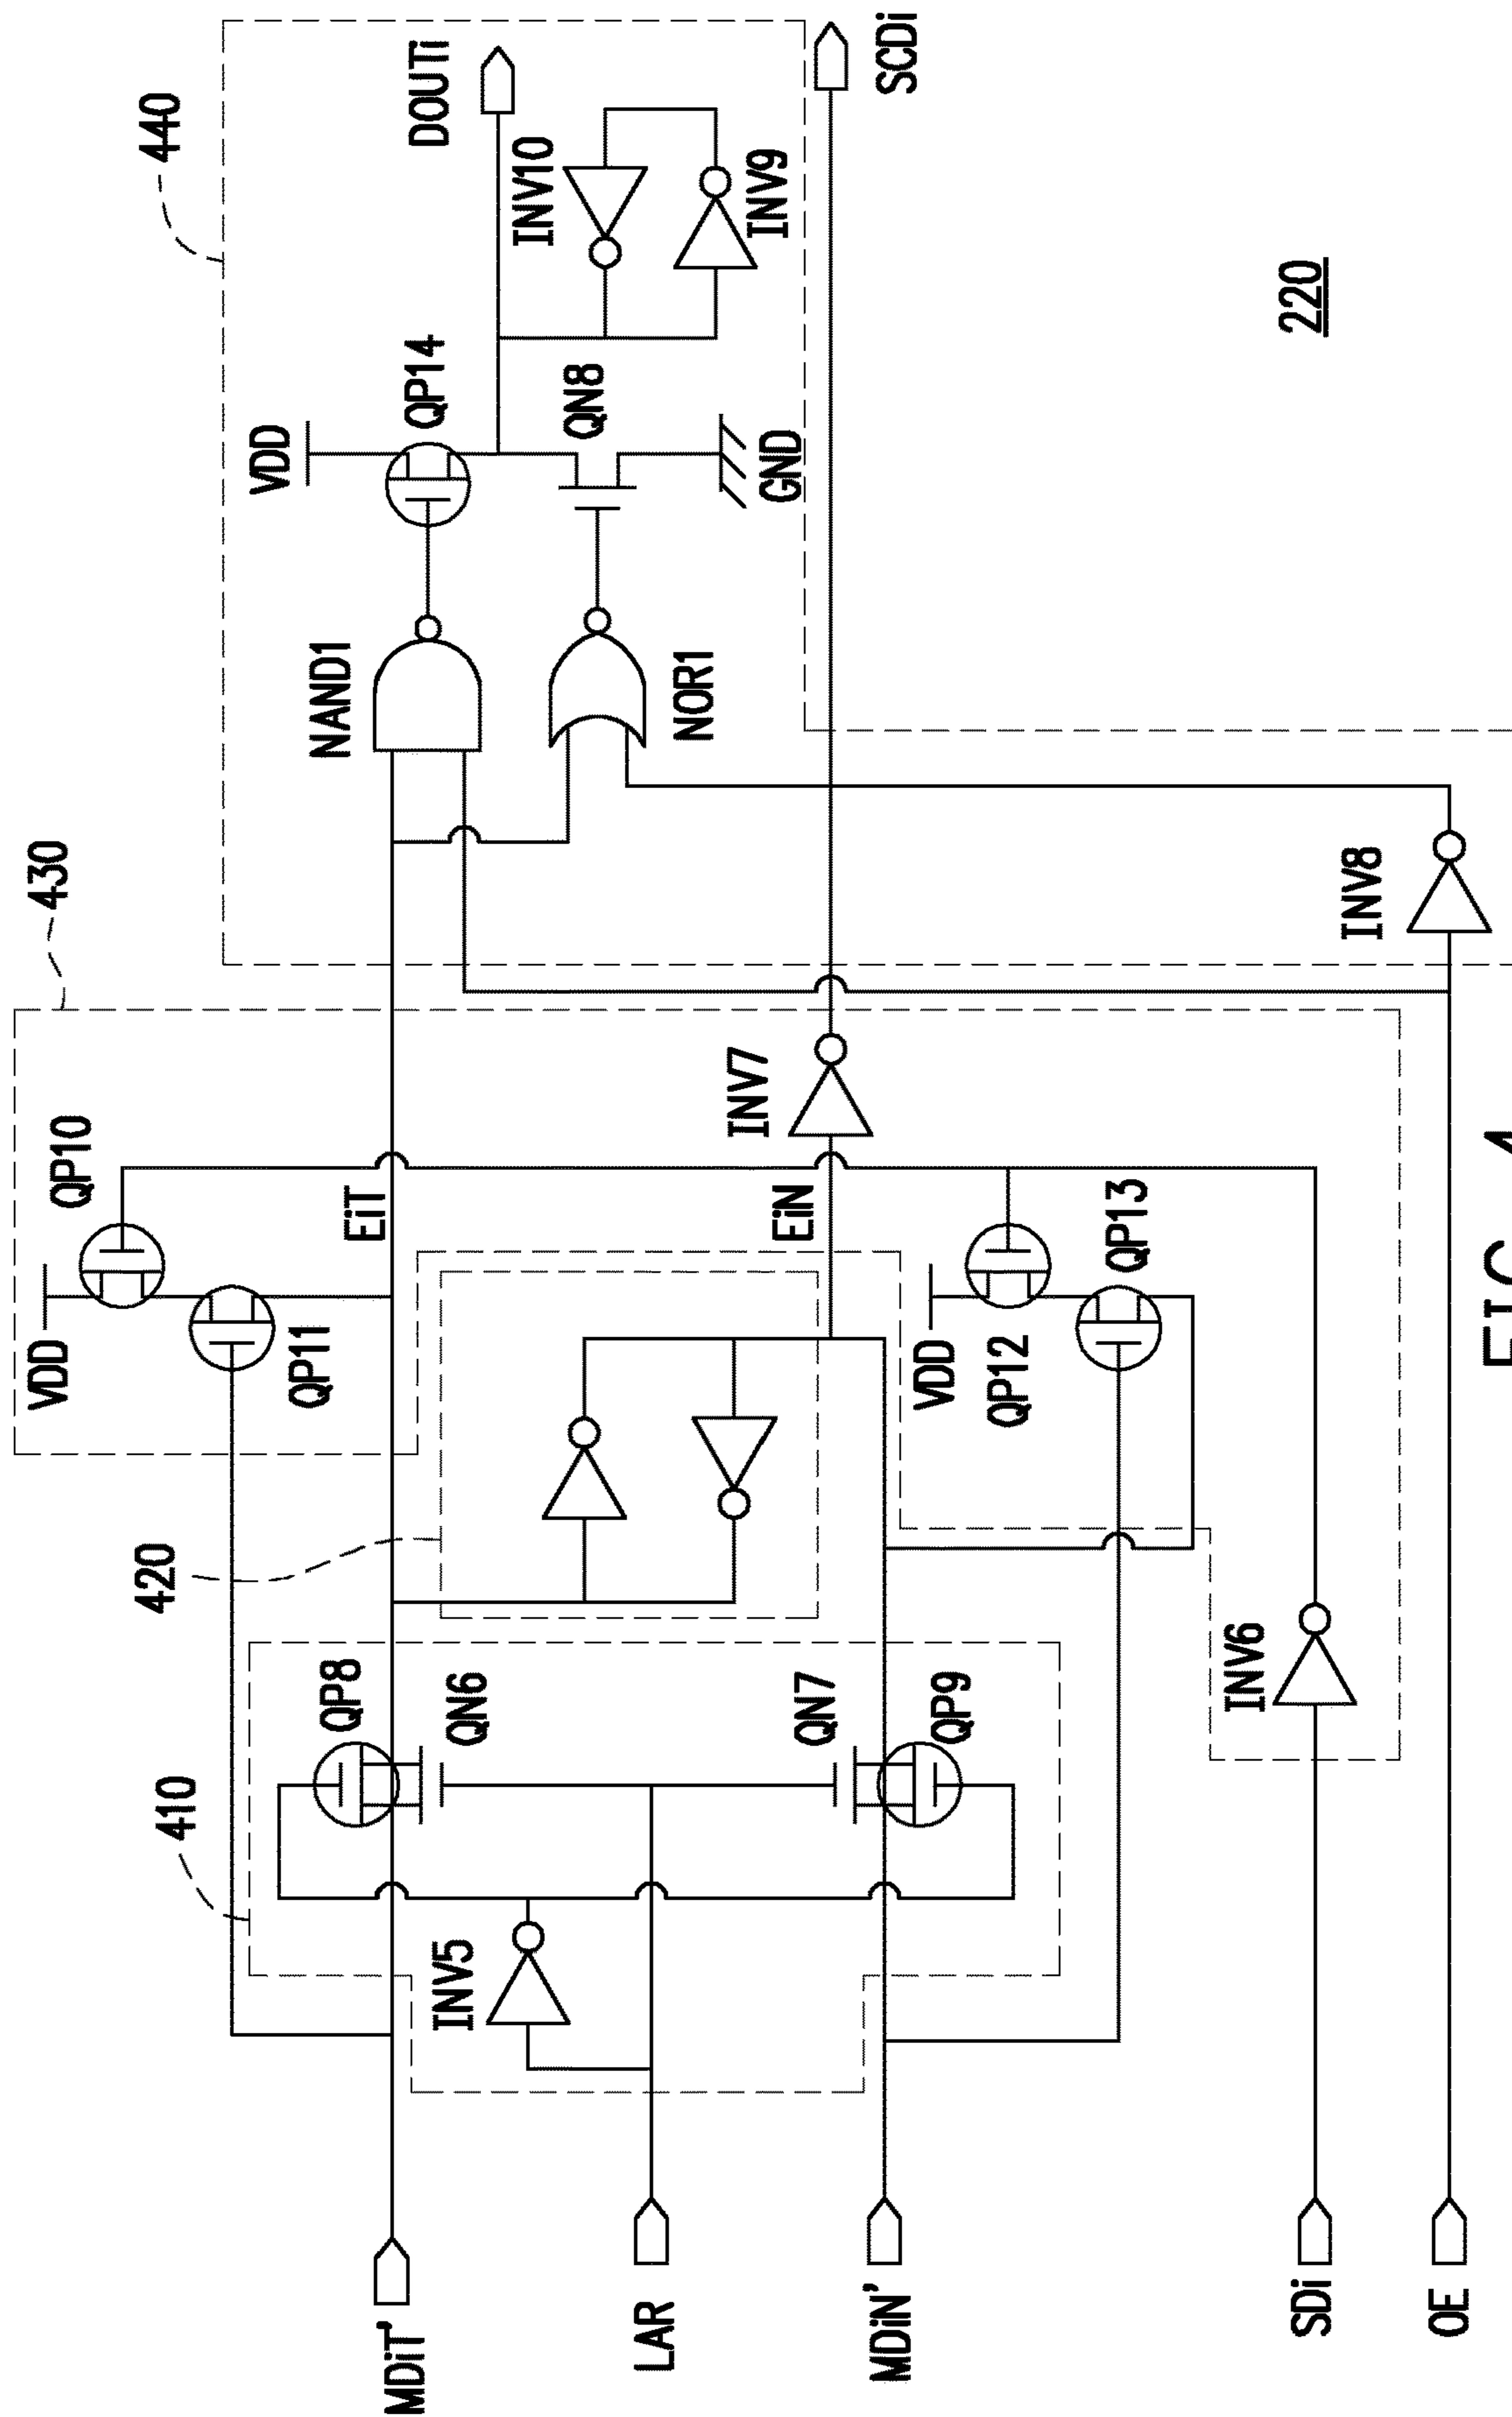 430
440
VDD
QP10
QP11
EiT
NAND1
VDD
QP14
DOUTi
INV10
420
410
QP8
QN6
INV5
QN7
QP9
NOR1
QN8
INV9
GND
SCDi
EiN
INV7
VDD
QP12
QP13
INV6
INV8
220
MDiT'
LAR
MDiN'
SDi
OE